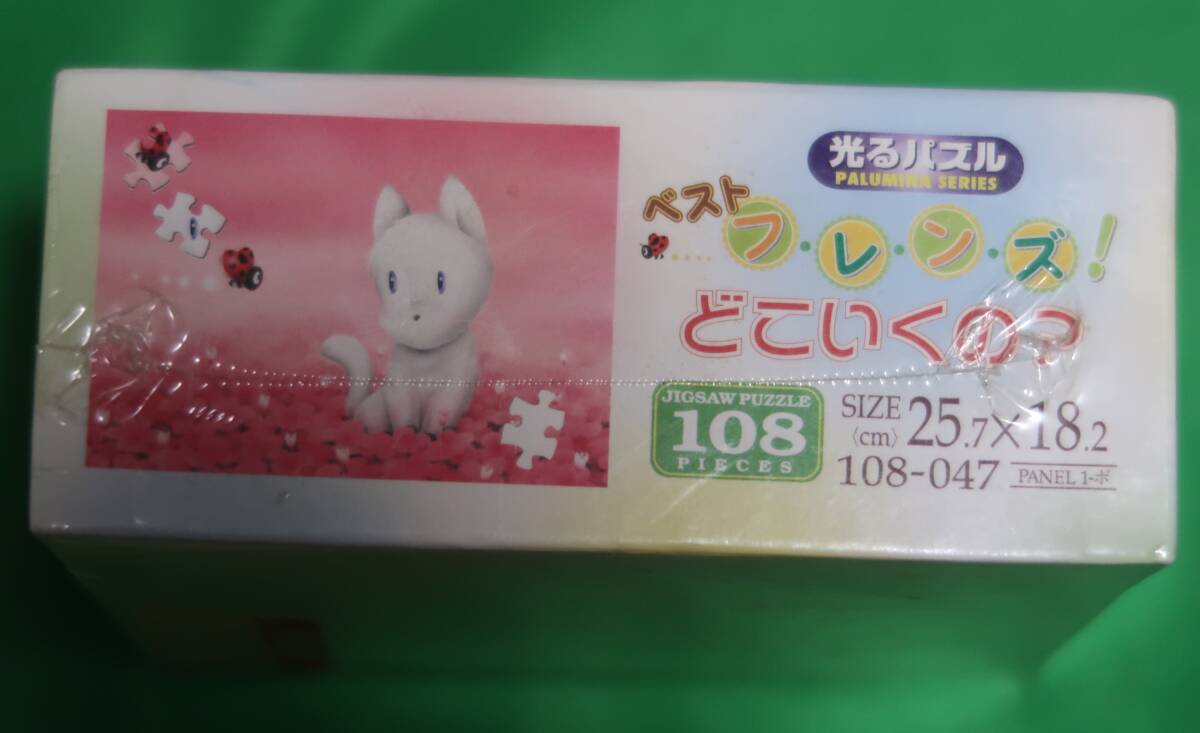 光るパズル
PALUMINA SERIES
ベスト
フ・レ・ン・ズ!
どこいくの?
JIGSAW PUZZLE
108
PIECES
SIZE
〈cm〉
25.7×18.2
108-047
PANEL 1-ボ